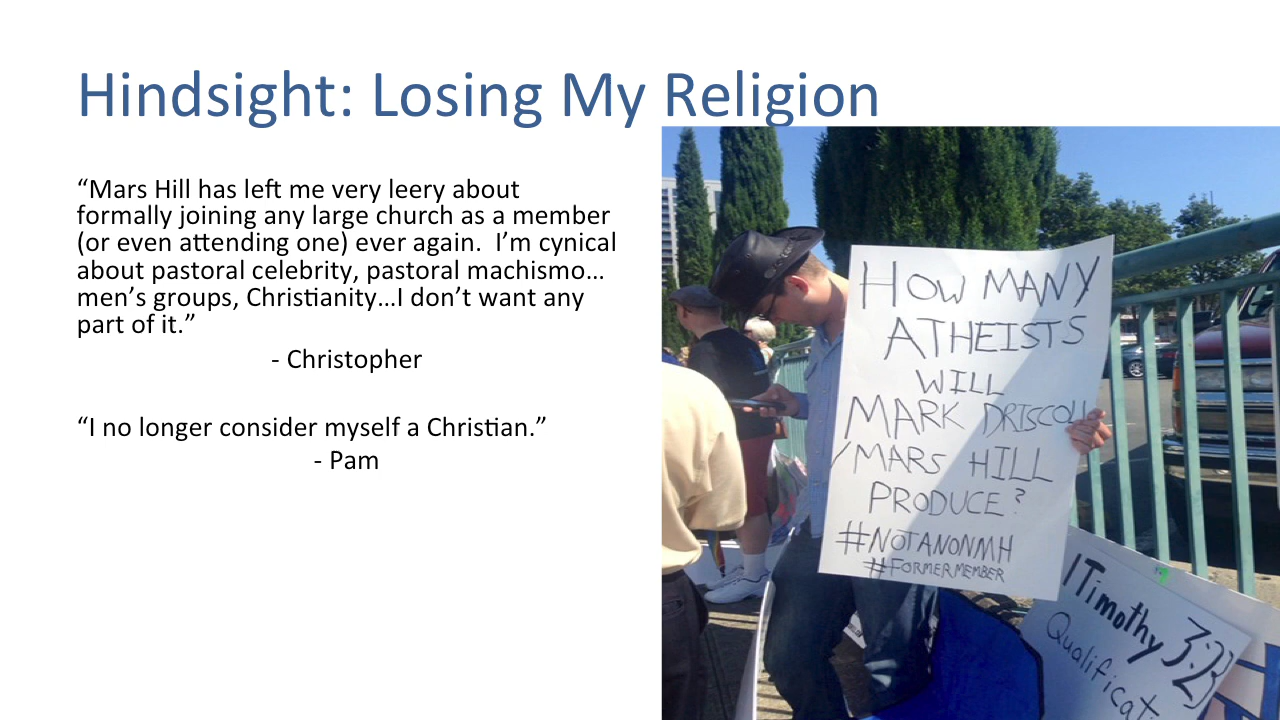 Hindsight: Losing My Religion
“Mars Hill has left me very leery about
formally joining any large church as a member
(or even attending one) ever again.  I’m cynical
about pastoral celebrity, pastoral machismo…
men’s groups, Christianity…I don’t want any
part of it.”
- Christopher
“I no longer consider myself a Christian.”
- Pam
HOW MANY
ATHEISTS
WILL
MARK DRISCOLL
/MARS HILL
PRODUCE?
#NOTANONMH
#FORMERMEMBER
1 Timothy 3:2